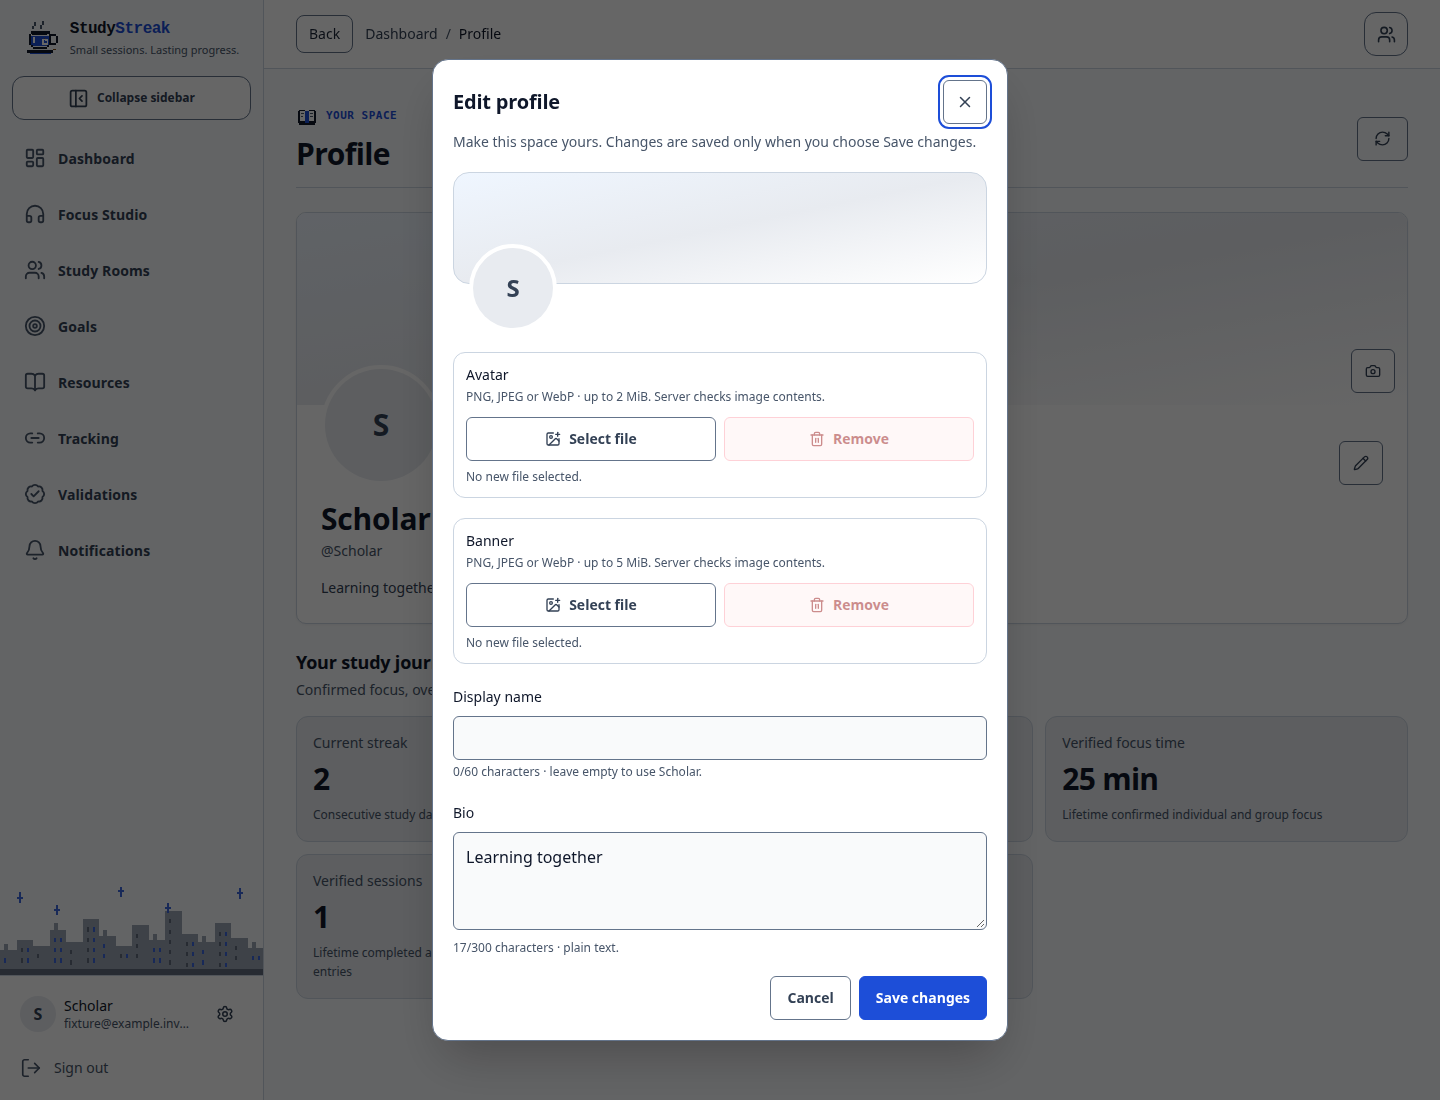 StudyStreak
Small sessions. Lasting progress.
Collapse sidebar
Dashboard
Focus Studio
Study Rooms
Goals
Resources
Tracking
Validations
Notifications
S
Scholar
fixture@example.inv...
Sign out
Back
Dashboard / Profile
YOUR SPACE
Profile
S
Scholar
@Scholar
Learning togethe
Your study jour
Confirmed focus, ove
Current streak
2
Consecutive study da
Verified focus time
25 min
Lifetime confirmed individual and group focus
Verified sessions
1
Lifetime completed a
entries
Edit profile
Make this space yours. Changes are saved only when you choose Save changes.
S
Avatar
PNG, JPEG or WebP · up to 2 MiB. Server checks image contents.
Select file
Remove
No new file selected.
Banner
PNG, JPEG or WebP · up to 5 MiB. Server checks image contents.
Select file
Remove
No new file selected.
Display name
0/60 characters · leave empty to use Scholar.
Bio
Learning together
17/300 characters · plain text.
Cancel
Save changes